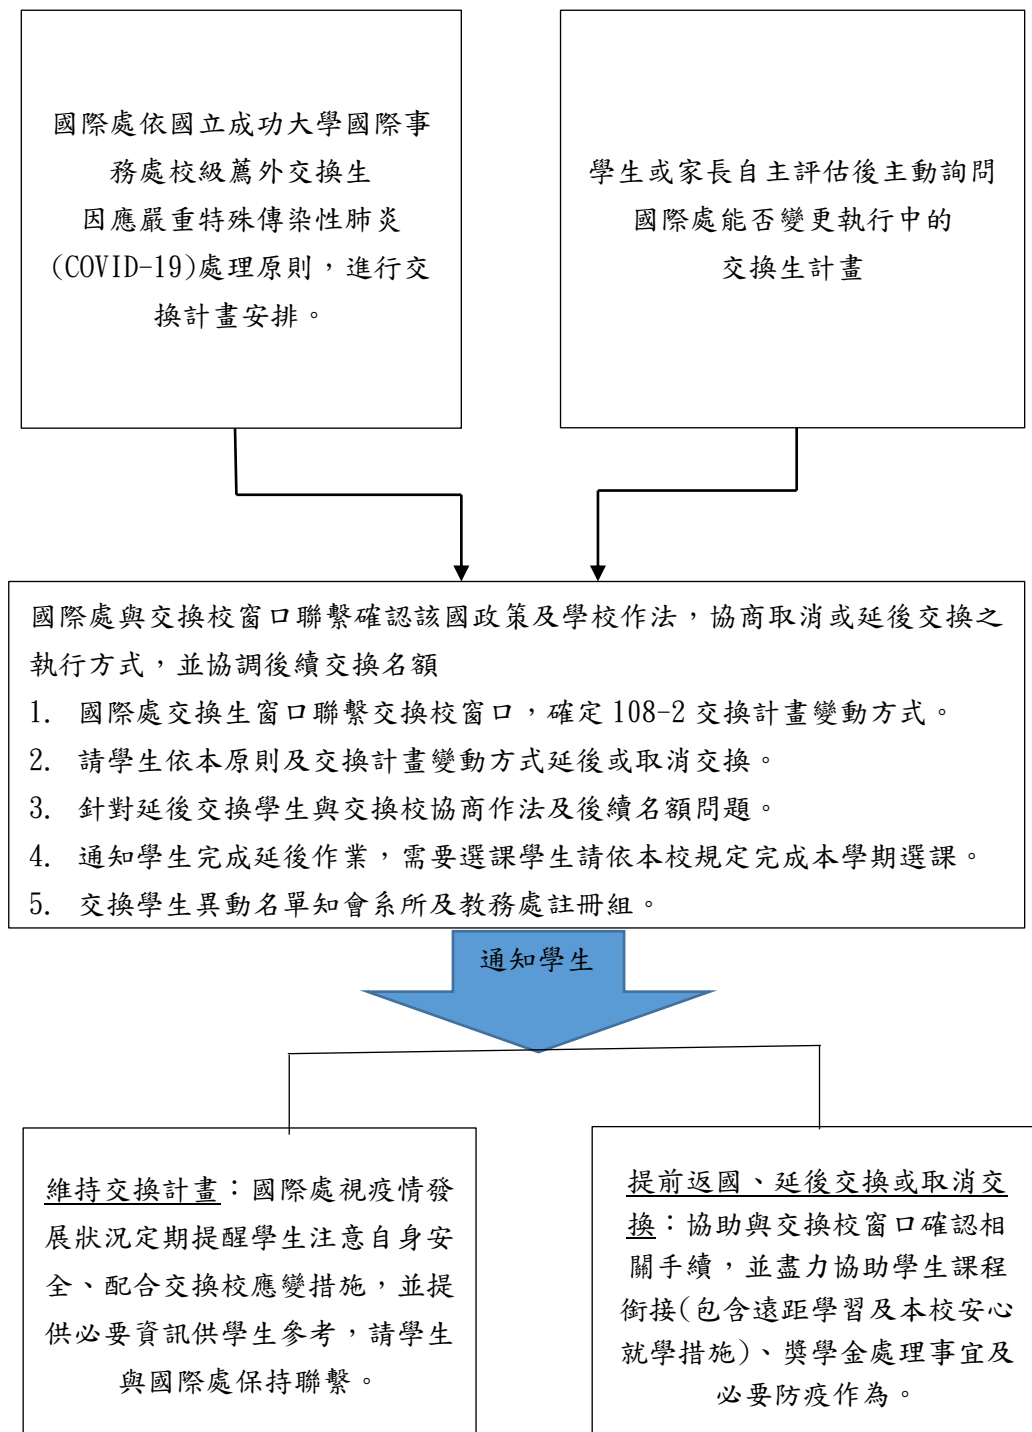 國際處依國立成功大學國際事
務處校級薦外交換生
因應嚴重特殊傳染性肺炎
(COVID-19)處理原則，進行交
換計畫安排。
學生或家長自主評估後主動詢問
國際處能否變更執行中的
交換生計畫
國際處與交換校窗口聯繫確認該國政策及學校作法，協商取消或延後交換之
執行方式，並協調後續交換名額
1. 國際處交換生窗口聯繫交換校窗口，確定 108-2 交換計畫變動方式。
2. 請學生依本原則及交換計畫變動方式延後或取消交換。
3. 針對延後交換學生與交換校協商作法及後續名額問題。
4. 通知學生完成延後作業，需要選課學生請依本校規定完成本學期選課。
5. 交換學生異動名單知會系所及教務處註冊組。
通知學生
維持交換計畫：國際處視疫情發
展狀況定期提醒學生注意自身安
全、配合交換校應變措施，並提
供必要資訊供學生參考，請學生
與國際處保持聯繫。
提前返國、延後交換或取消交
換：協助與交換校窗口確認相
關手續，並盡力協助學生課程
銜接(包含遠距學習及本校安心
就學措施)、獎學金處理事宜及
必要防疫作為。